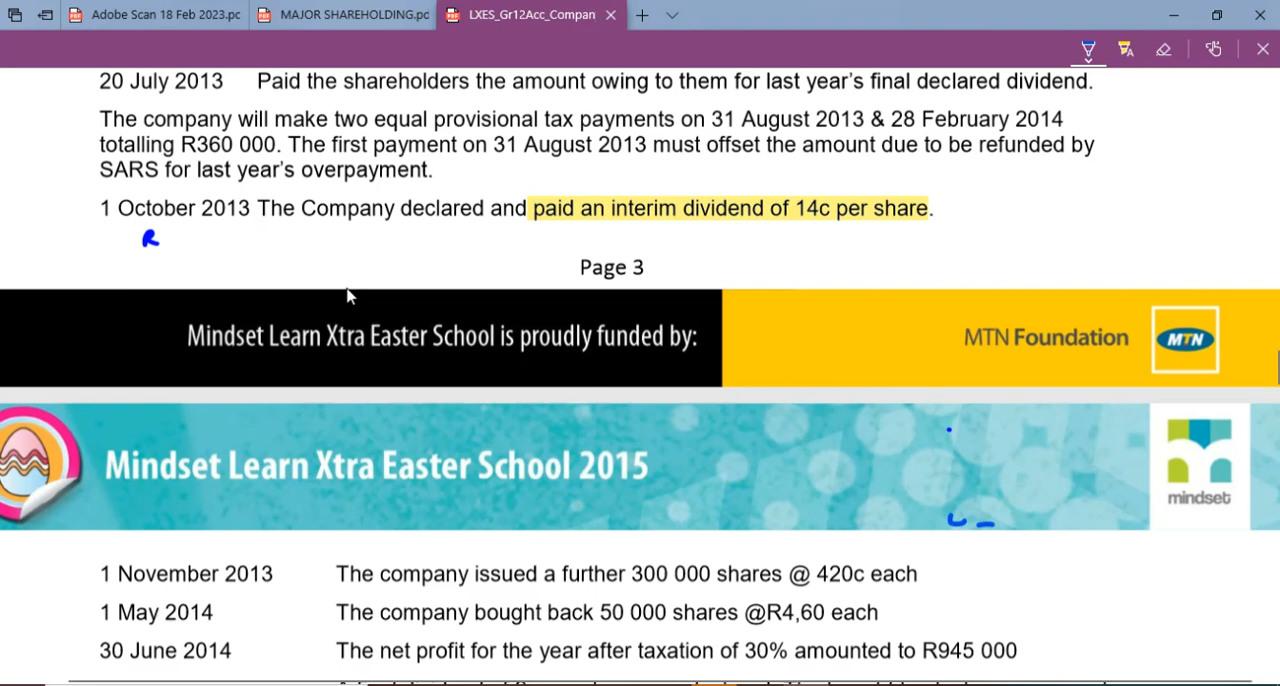 Adobe Scan 18 Feb 2023.pc
MAJOR SHAREHOLDING.pc
LXES_Gr12Acc_Compan
20 July 2013 Paid the shareholders the amount owing to them for last year's final declared dividend.
The company will make two equal provisional tax payments on 31 August 2013 & 28 February 2014
totalling R360 000. The first payment on 31 August 2013 must offset the amount due to be refunded by
SARS for last year's overpayment.
1 October 2013 The Company declared and paid an interim dividend of 14c per share.
R
Page 3
Mindset Learn Xtra Easter School is proudly funded by:
MTN Foundation
MTN
Mindset Learn Xtra Easter School 2015
mindset
1 November 2013 The company issued a further 300 000 shares @ 420c each
1 May 2014 The company bought back 50 000 shares @R4,60 each
30 June 2014 The net profit for the year after taxation of 30% amounted to R945 000